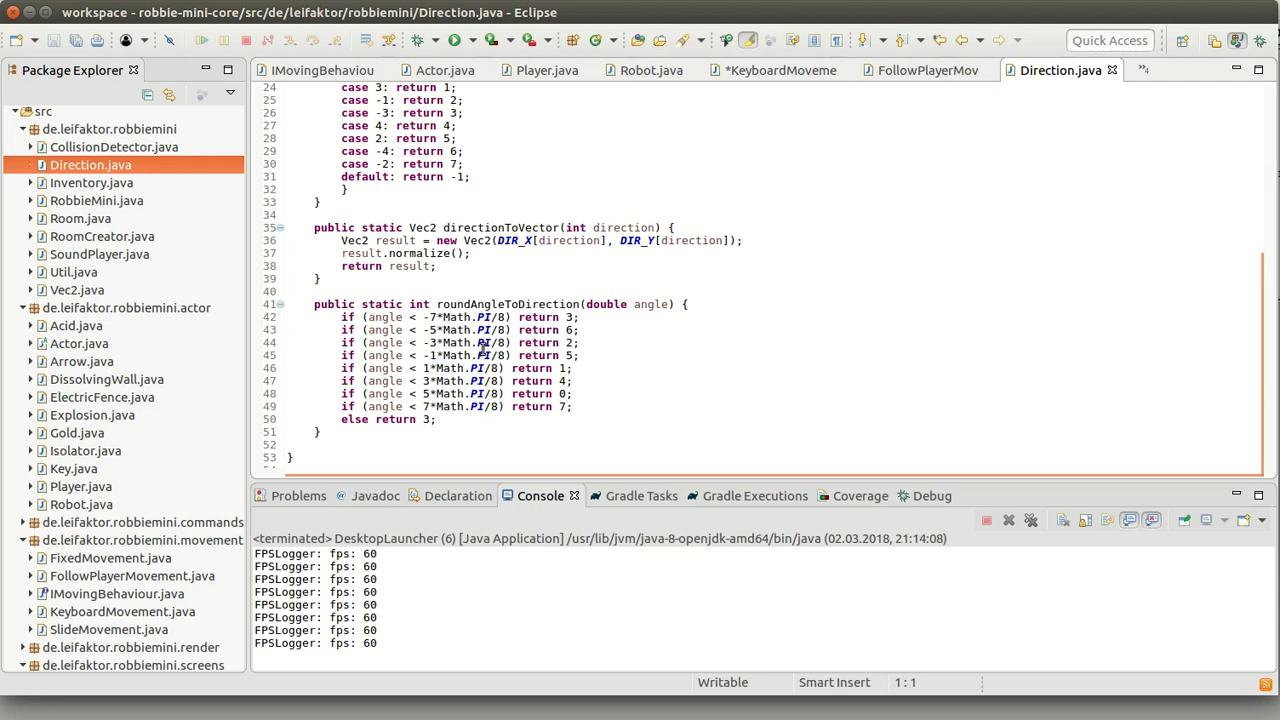 workspace - robbie-mini-core/src/de/leifaktor/robbiemini/Direction.java - Eclipse
Quick Access
Package Explorer
IMovingBehaviou
Actor.java
Player.java
Robot.java
*KeyboardMoveme
FollowPlayerMov
Direction.java
4
src
de.leifaktor.robbiemini
CollisionDetector.java
Direction.java
Inventory.java
RobbieMini.java
Room.java
RoomCreator.java
SoundPlayer.java
Util.java
Vec2.java
de.leifaktor.robbiemini.actor
Acid.java
Actor.java
Arrow.java
DissolvingWall.java
ElectricFence.java
Explosion.java
Gold.java
Isolator.java
Key.java
Player.java
Robot.java
de.leifaktor.robbiemini.commands
de.leifaktor.robbiemini.movement
FixedMovement.java
FollowPlayerMovement.java
IMovingBehaviour.java
KeyboardMovement.java
SlideMovement.java
de.leifaktor.robbiemini.render
de.leifaktor.robbiemini.screens
24 case 3: return 1;
25 case -1: return 2;
26 case -3: return 3;
27 case 4: return 4;
28 case 2: return 5;
29 case -4: return 6;
30 case -2: return 7;
31 default: return -1;
32 }
33 }
34
35 public static Vec2 directionToVector(int direction) {
36 Vec2 result = new Vec2(DIR_X[direction], DIR_Y[direction]);
37 result.normalize();
38 return result;
39 }
40
41 public static int roundAngleToDirection(double angle) {
42 if (angle < -7*Math.PI/8) return 3;
43 if (angle < -5*Math.PI/8) return 6;
44 if (angle < -3*Math.PI/8) return 2;
45 if (angle < -1*Math.PI/8) return 5;
46 if (angle < 1*Math.PI/8) return 1;
47 if (angle < 3*Math.PI/8) return 4;
48 if (angle < 5*Math.PI/8) return 0;
49 if (angle < 7*Math.PI/8) return 7;
50 else return 3;
51 }
52
53 }
Problems
Javadoc
Declaration
Console
Gradle Tasks
Gradle Executions
Coverage
Debug
<terminated> DesktopLauncher (6) [Java Application] /usr/lib/jvm/java-8-openjdk-amd64/bin/java (02.03.2018, 21:14:08)
FPSLogger: fps: 60
FPSLogger: fps: 60
FPSLogger: fps: 60
FPSLogger: fps: 60
FPSLogger: fps: 60
FPSLogger: fps: 60
FPSLogger: fps: 60
FPSLogger: fps: 60
Writable
Smart Insert
1 : 1